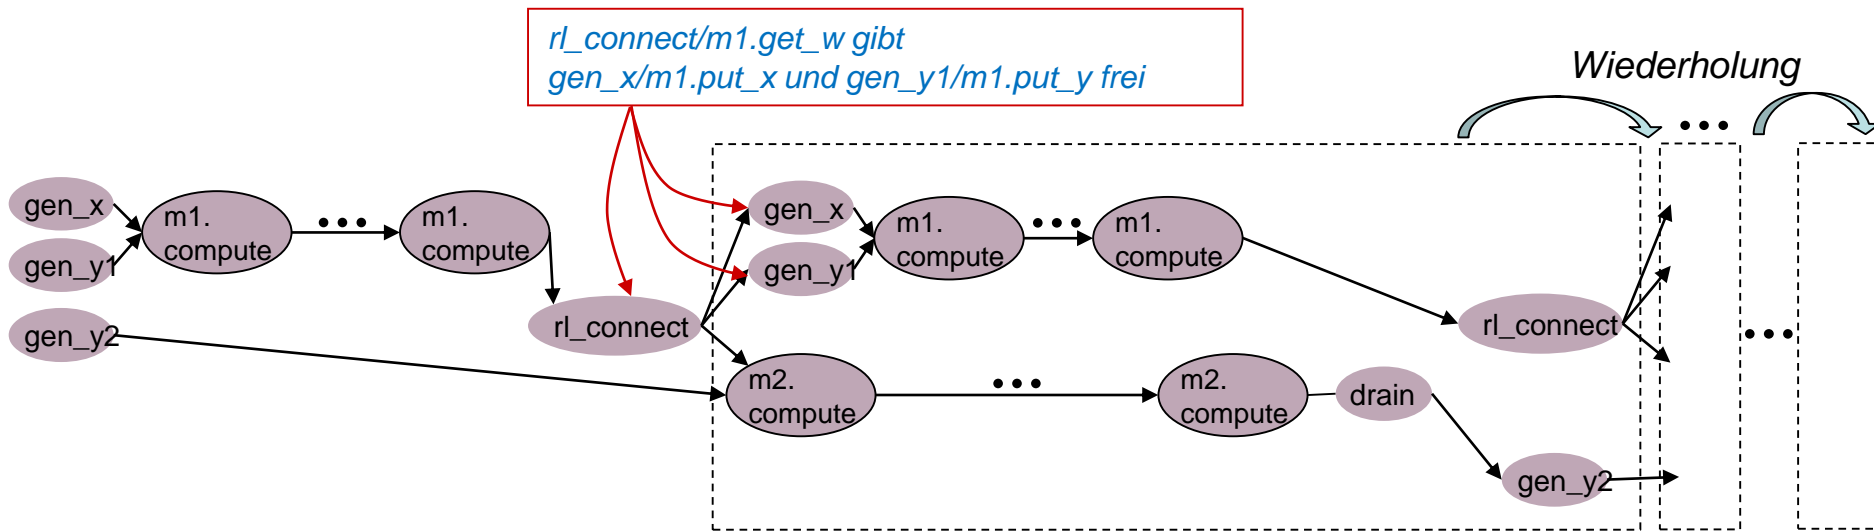 rl_connect/m1.get_w gibt
gen_x/m1.put_x und gen_y1/m1.put_y frei
Wiederholung
gen_x
gen_y1
gen_y2
m1.
compute
m1.
compute
rl_connect
gen_x
gen_y1
m1.
compute
m1.
compute
rl_connect
m2.
compute
m2.
compute
drain
gen_y2